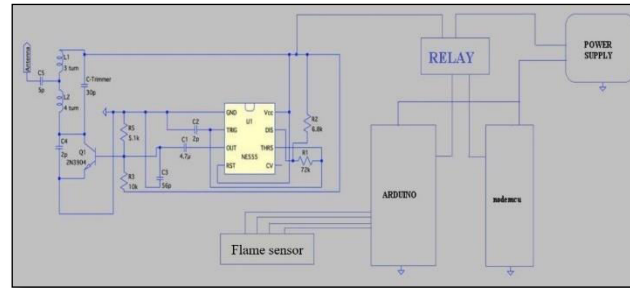 Antenna
C5
5p
L1
3 turn
L2
4 turn
C-Trimmer
30p
C4
2p
Q1
2N3904
R5
5.1k
R3
10k
C1
4.7u
C2
2p
C3
56p
GND
Vcc
TRG
DIS
OUT
THRS
RST
CV
U1
NE555
R2
6.8k
R1
72k
RELAY
POWER
SUPPLY
ARDUINO
nodemcu
Flame sensor